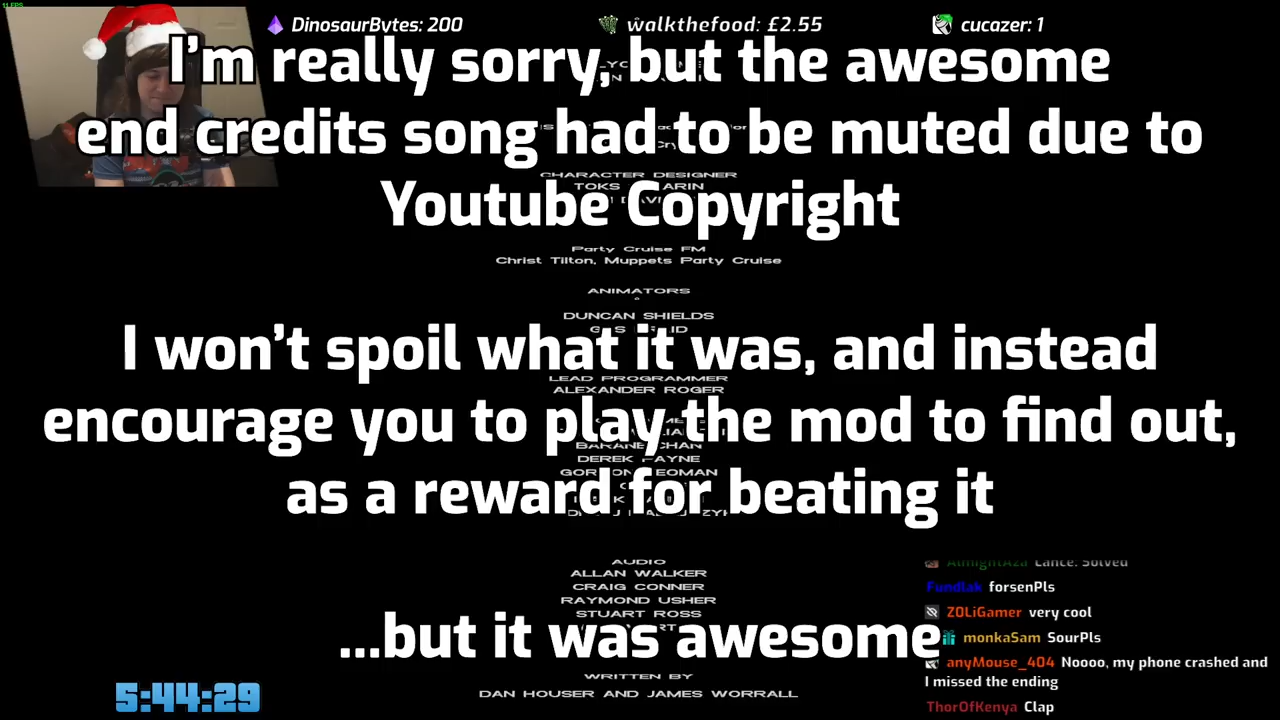 11 FPS
DinosaurBytes: 200
walkthefood: £2.55
cucazer: 1
I'm really sorry, but the awesome
end credits song had to be muted due to
Youtube Copyright
CHARACTER DESIGNER
TOKS
Party Cruise FM
Christ Tilton, Muppets Party Cruise
ANIMATORS
DUNCAN SHIELDS
I won't spoil what it was, and instead
LEAD PROGRAMMER
ALEXANDER ROGER
encourage you to play the mod to find out,
DEREK PAYNE
as a reward for beating it
AUDIO
ALLAN WALKER
CRAIG CONNER
RAYMOND USHER
STUART ROSS
...but it was awesome
WRITTEN BY
DAN HOUSER AND JAMES WORRALL
AlmightAza Lance: Solved
Fundlak forsenPls
ZOLiGamer very cool
monkaSam SourPls
anyMouse_404 Noooo, my phone crashed and
I missed the ending
ThorOfKenya Clap
5:44:29